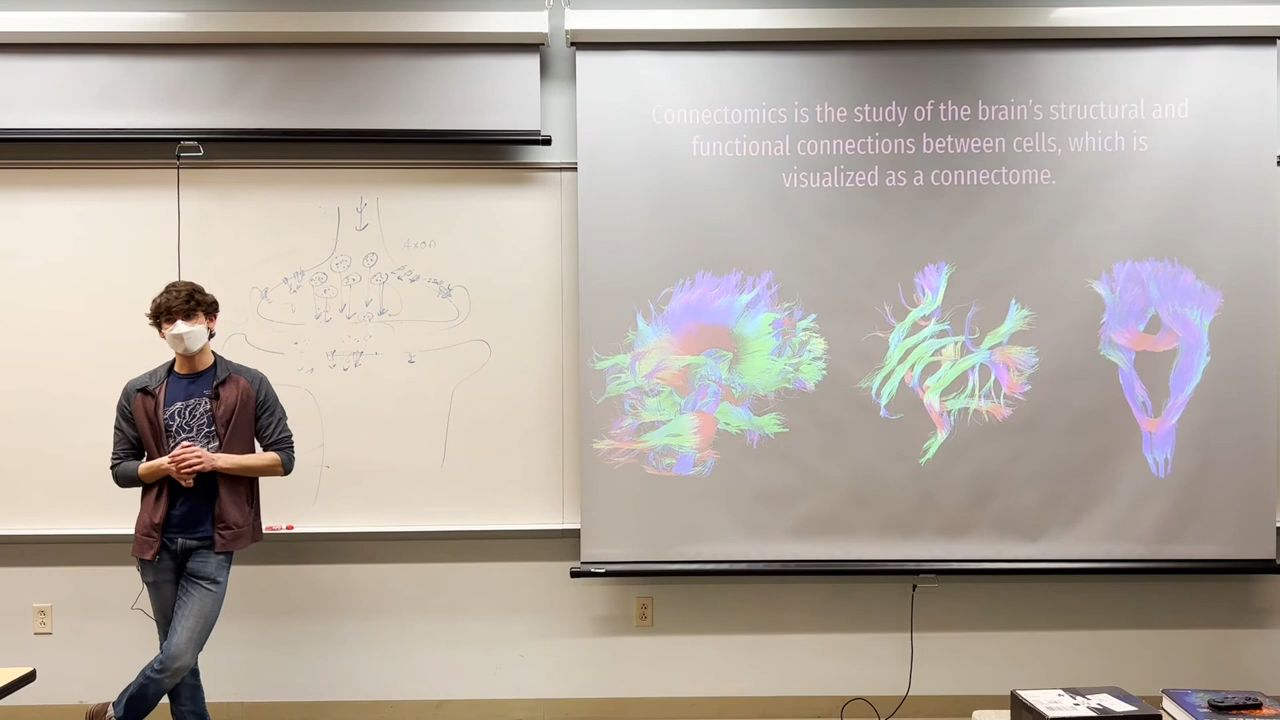 Axon
Connectomics is the study of the brain's structural and
functional connections between cells, which is
visualized as a connectome.